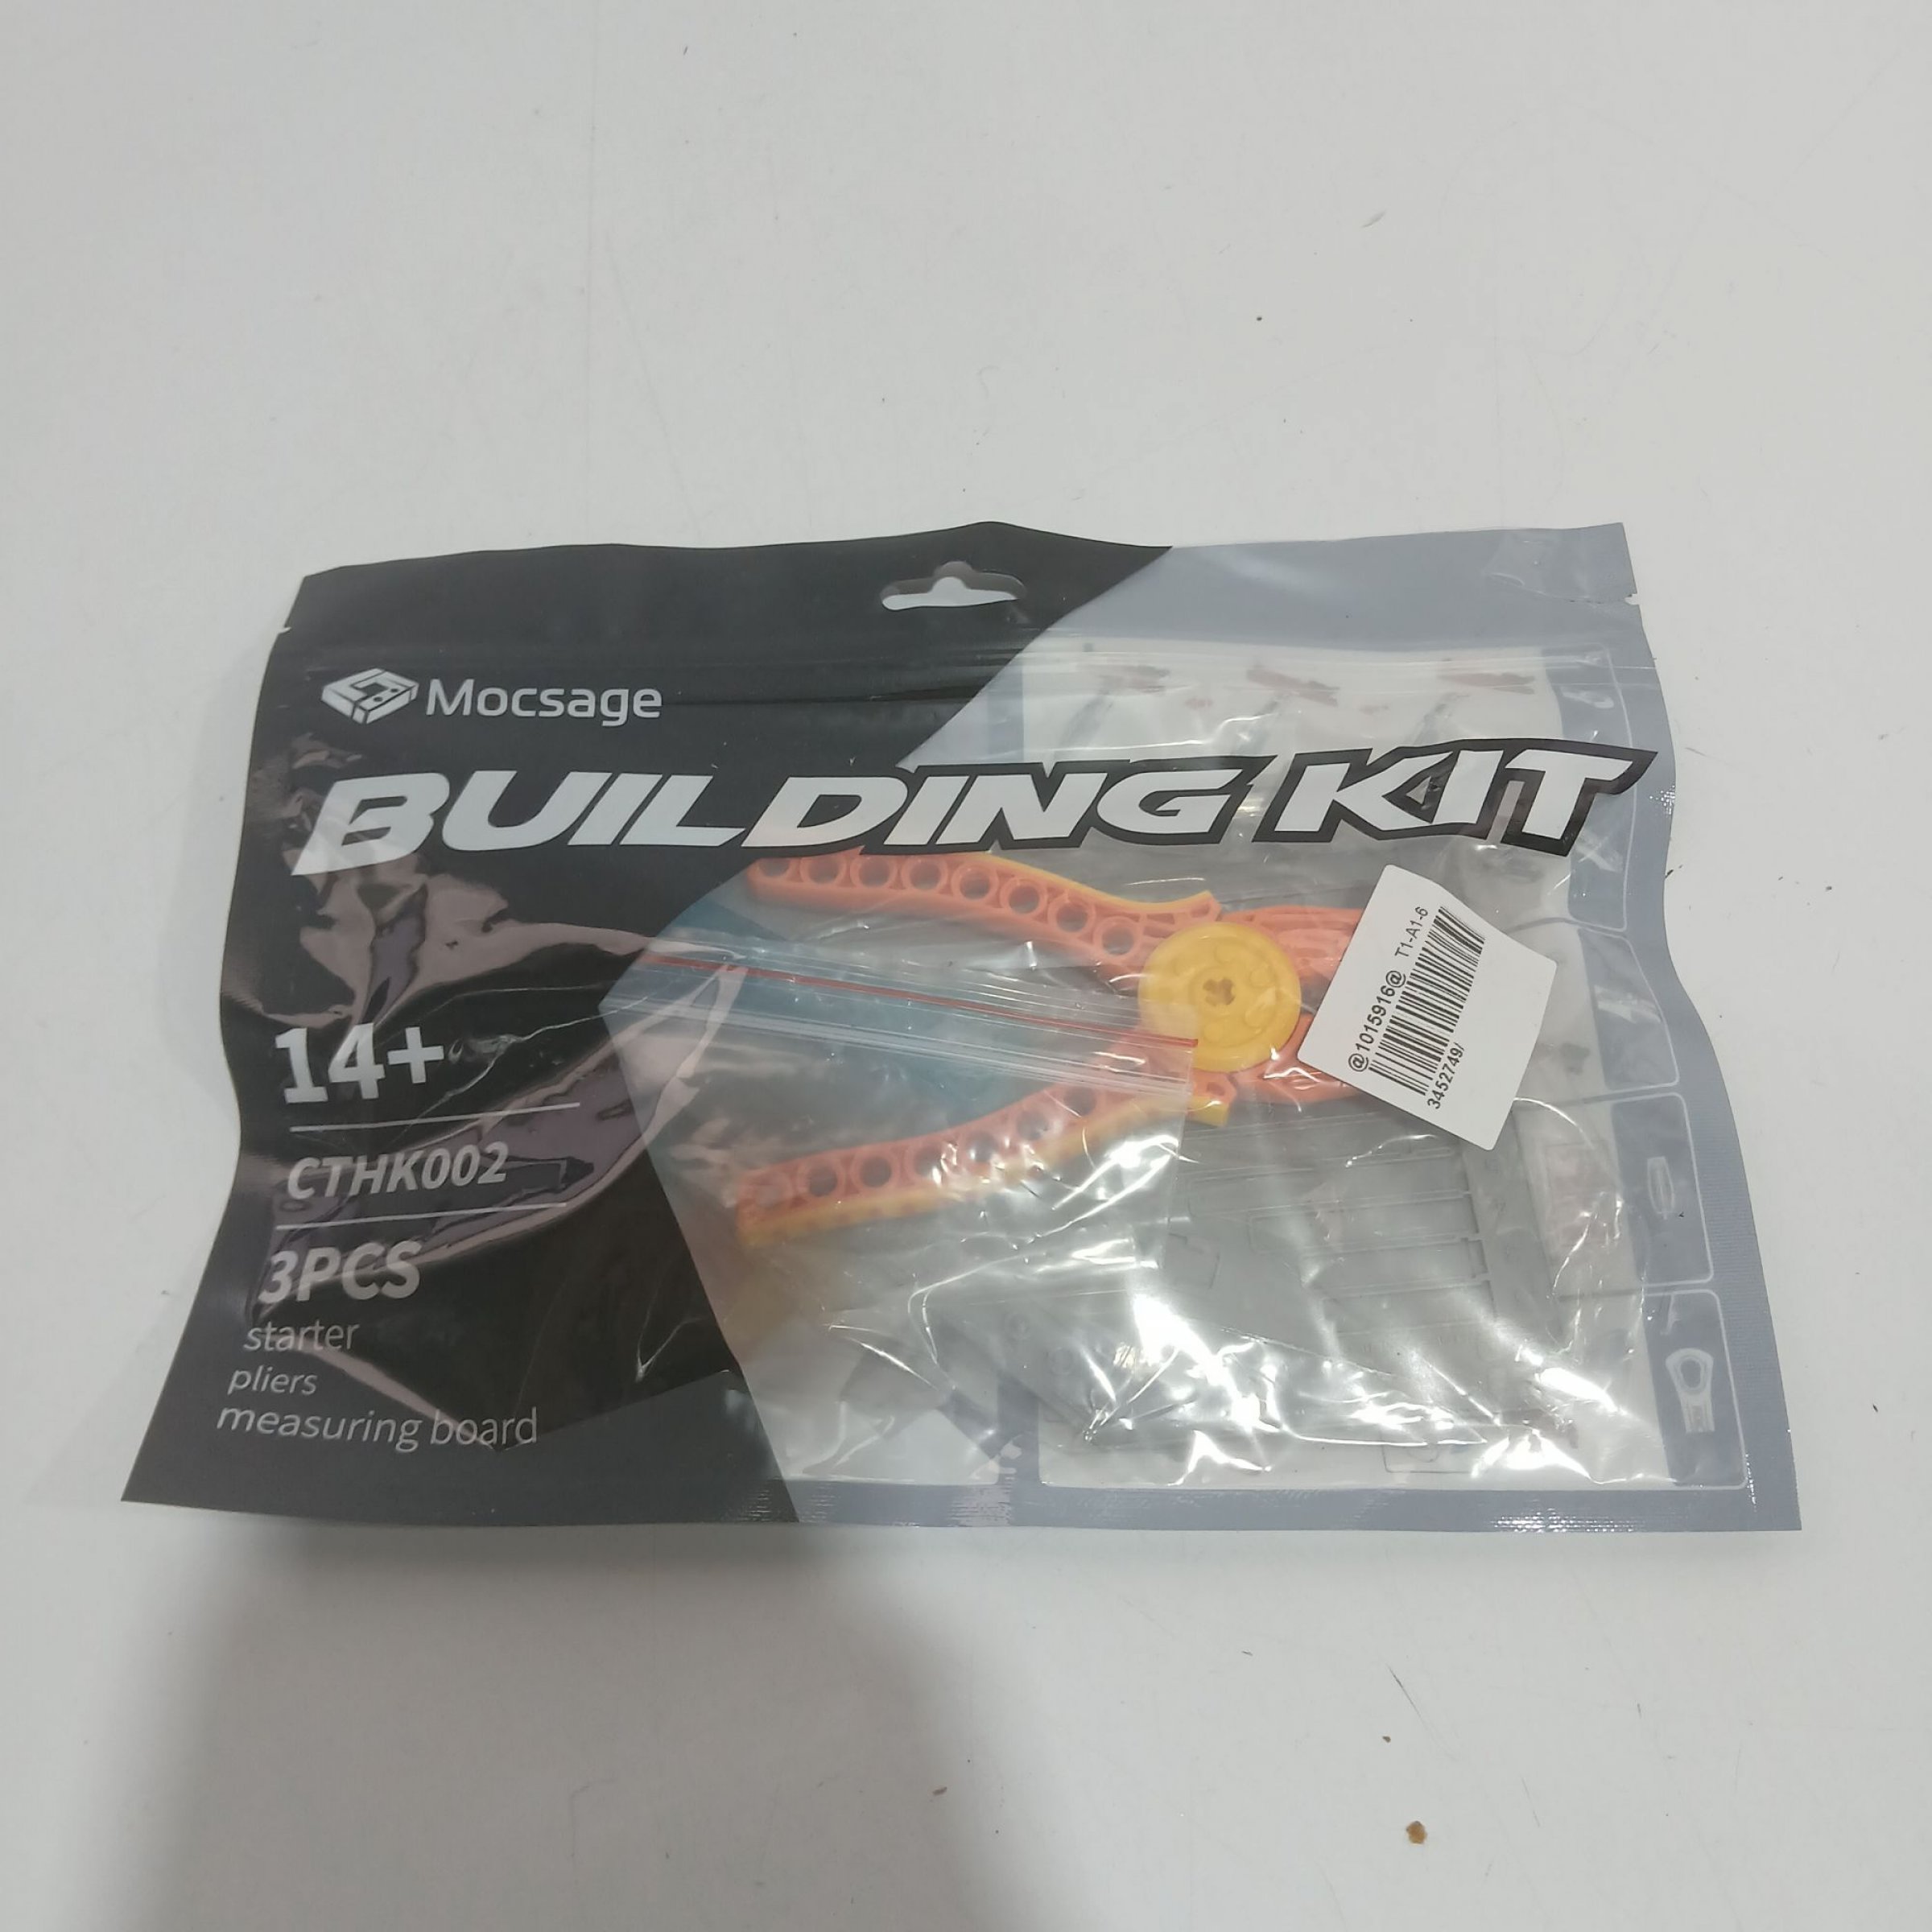 Mocsage
BUILDING KIT
14+
CTHK002
3PCS
starter
pliers
measuring board
@1015916@ T1-A1-6
3452749/